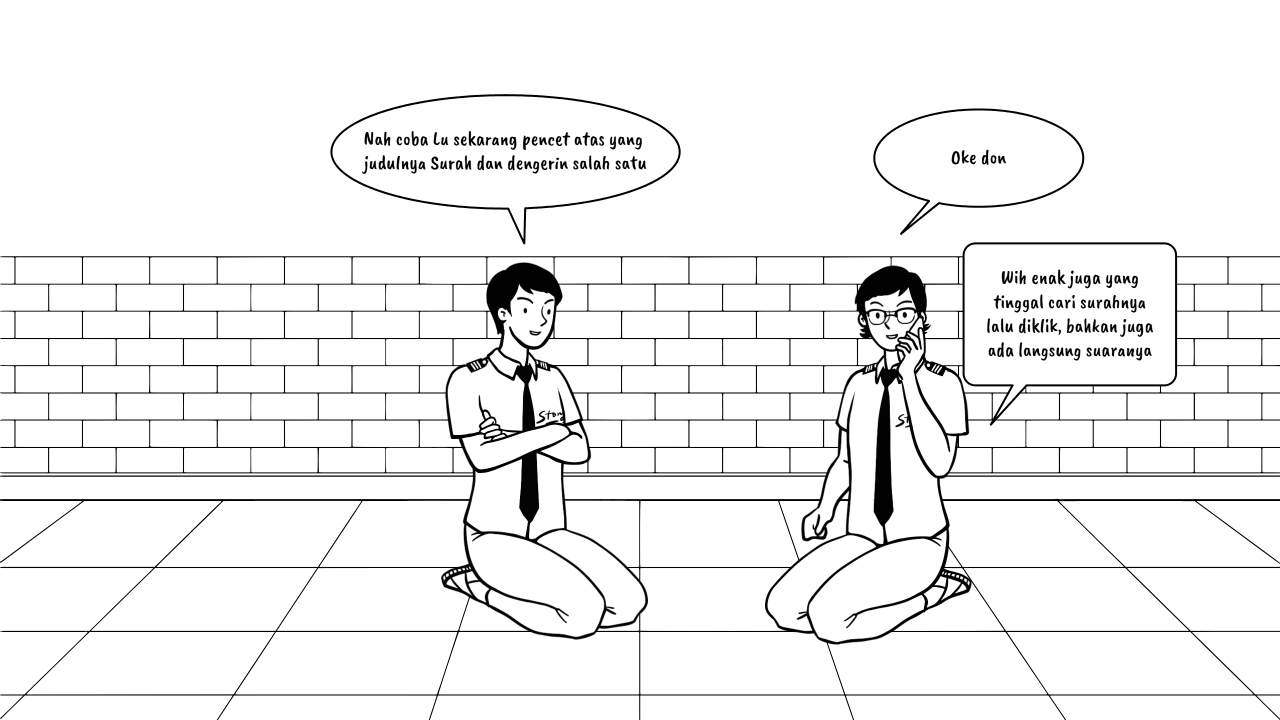 Nah coba Lu sekarang pencet atas yang
judulnya Surah dan dengerin salah satu
Oke don
Wih enak juga yang
tinggal cari surahnya
lalu diklik, bahkan juga
ada langsung suaranya